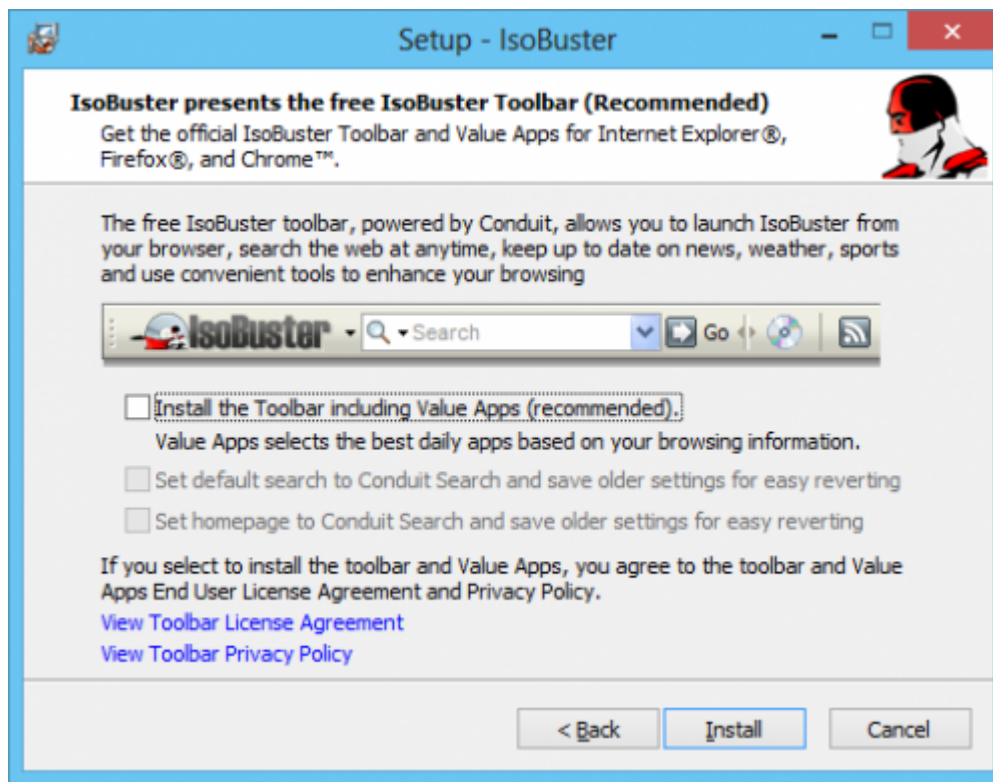 Setup - IsoBuster
IsoBuster presents the free IsoBuster Toolbar (Recommended)
Get the official IsoBuster Toolbar and Value Apps for Internet Explorer®,
Firefox®, and Chrome™.
The free IsoBuster toolbar, powered by Conduit, allows you to launch IsoBuster from
your browser, search the web at anytime, keep up to date on news, weather, sports
and use convenient tools to enhance your browsing
IsoBuster Search Go
Install the Toolbar including Value Apps (recommended).
Value Apps selects the best daily apps based on your browsing information.
Set default search to Conduit Search and save older settings for easy reverting
Set homepage to Conduit Search and save older settings for easy reverting
If you select to install the toolbar and Value Apps, you agree to the toolbar and Value
Apps End User License Agreement and Privacy Policy.
View Toolbar License Agreement
View Toolbar Privacy Policy
< Back Install Cancel